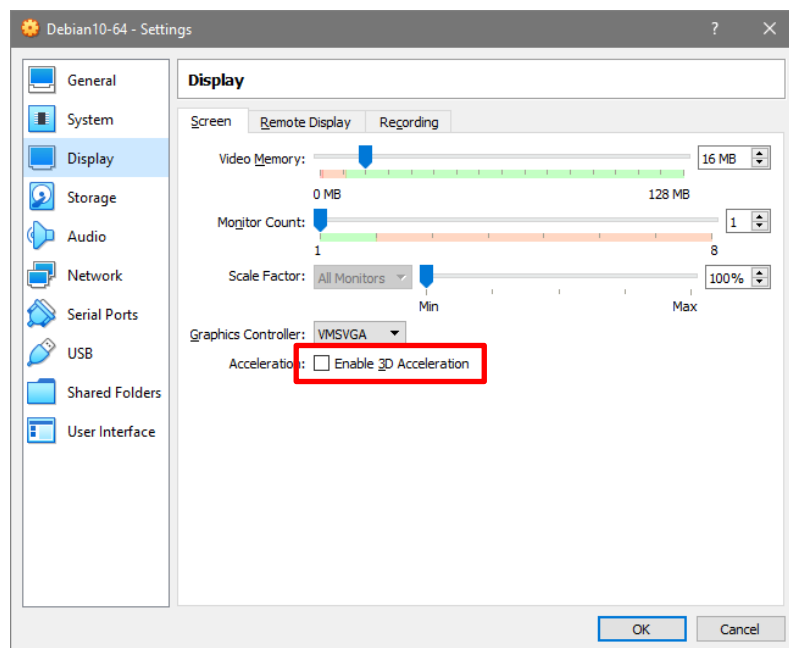 Debian10-64 - Settings
?
General
System
Display
Storage
Audio
Network
Serial Ports
USB
Shared Folders
User Interface
Display
Screen Remote Display Recording
Video Memory: 16 MB
0 MB 128 MB
Monitor Count: 1
1 8
Scale Factor: All Monitors 100%
Min Max
Graphics Controller: VMSVGA
Acceleration: Enable 3D Acceleration
OK Cancel